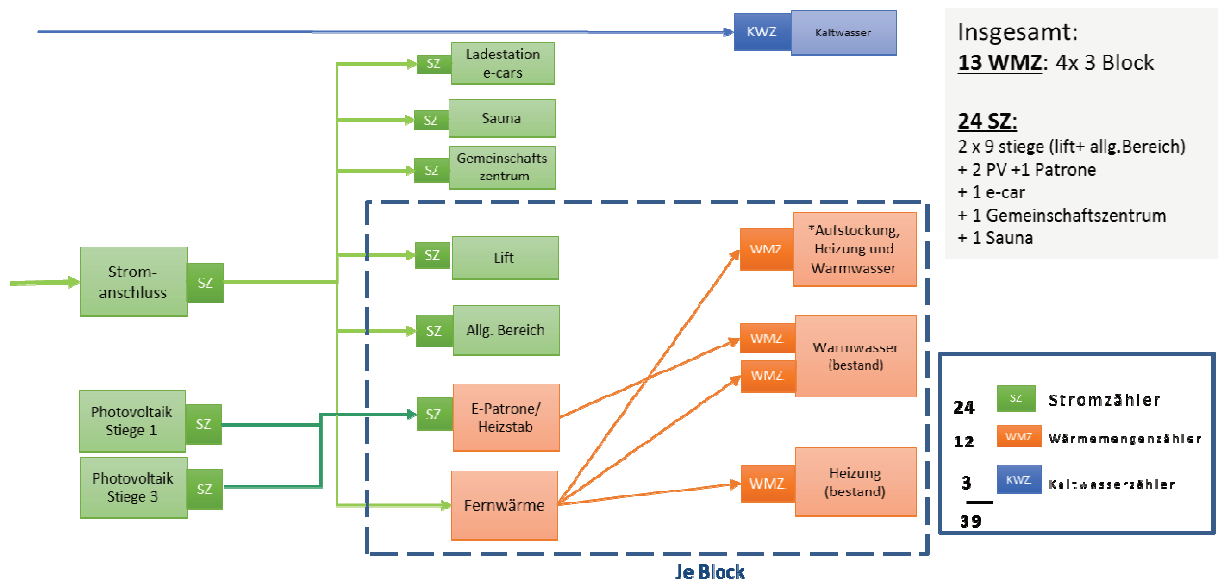 KWZ
Kaltwasser
SZ
Ladestation
e-cars
SZ
Sauna
SZ
Gemeinschafts
zentrum
Insgesamt:
13 WMZ: 4x 3 Block
24 SZ:
2 x 9 stiege (lift+ allg.Bereich)
+ 2 PV +1 Patrone
+ 1 e-car
+ 1 Gemeinschaftszentrum
+ 1 Sauna
Strom-
anschluss
SZ
SZ
Lift
SZ
Allg. Bereich
Photovoltaik
Stiege 1
SZ
Photovoltaik
Stiege 3
SZ
SZ
E-Patrone/
Heizstab
Fernwärme
WMZ
*Aufstockung,
Heizung und
Warmwasser
WMZ
WMZ
Warmwasser
(bestand)
WMZ
Heizung
(bestand)
Je Block
24 SZ Stromzähler
12 WMZ Wärmemengenzähler
3 KWZ Kaltwasserzähler
39